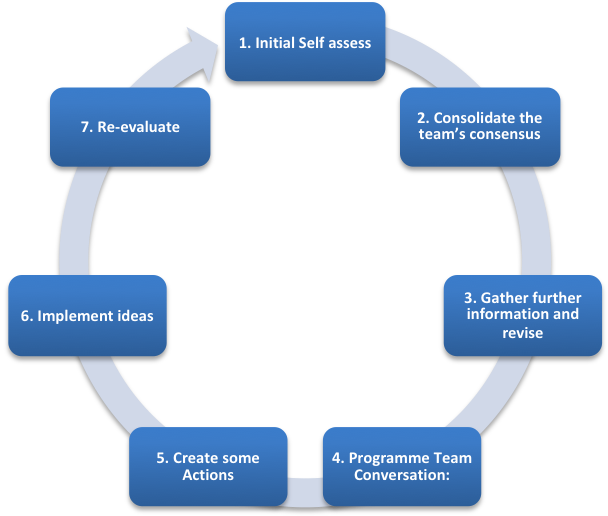 1. Initial Self assess
2. Consolidate the
team’s consensus
3. Gather further
information and
revise
4. Programme Team
Conversation:
5. Create some
Actions
6. Implement ideas
7. Re-evaluate